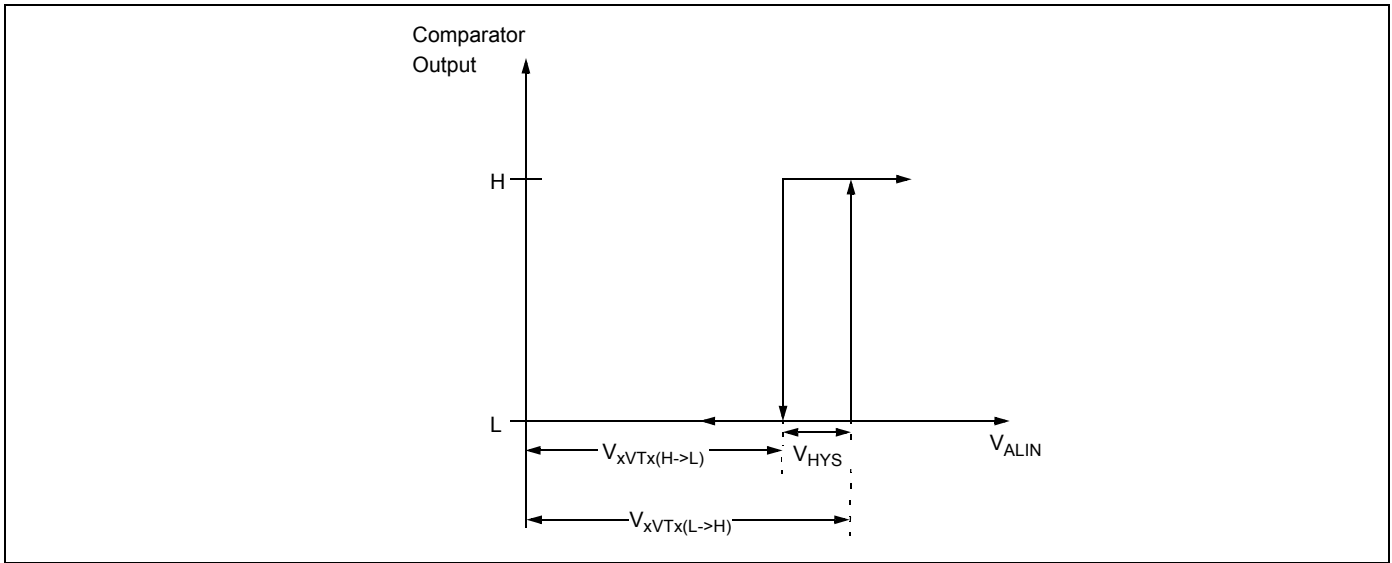 Comparator
Output
H
L
VALIN
VxVTx(H->L)
VHYS
VxVTx(L->H)